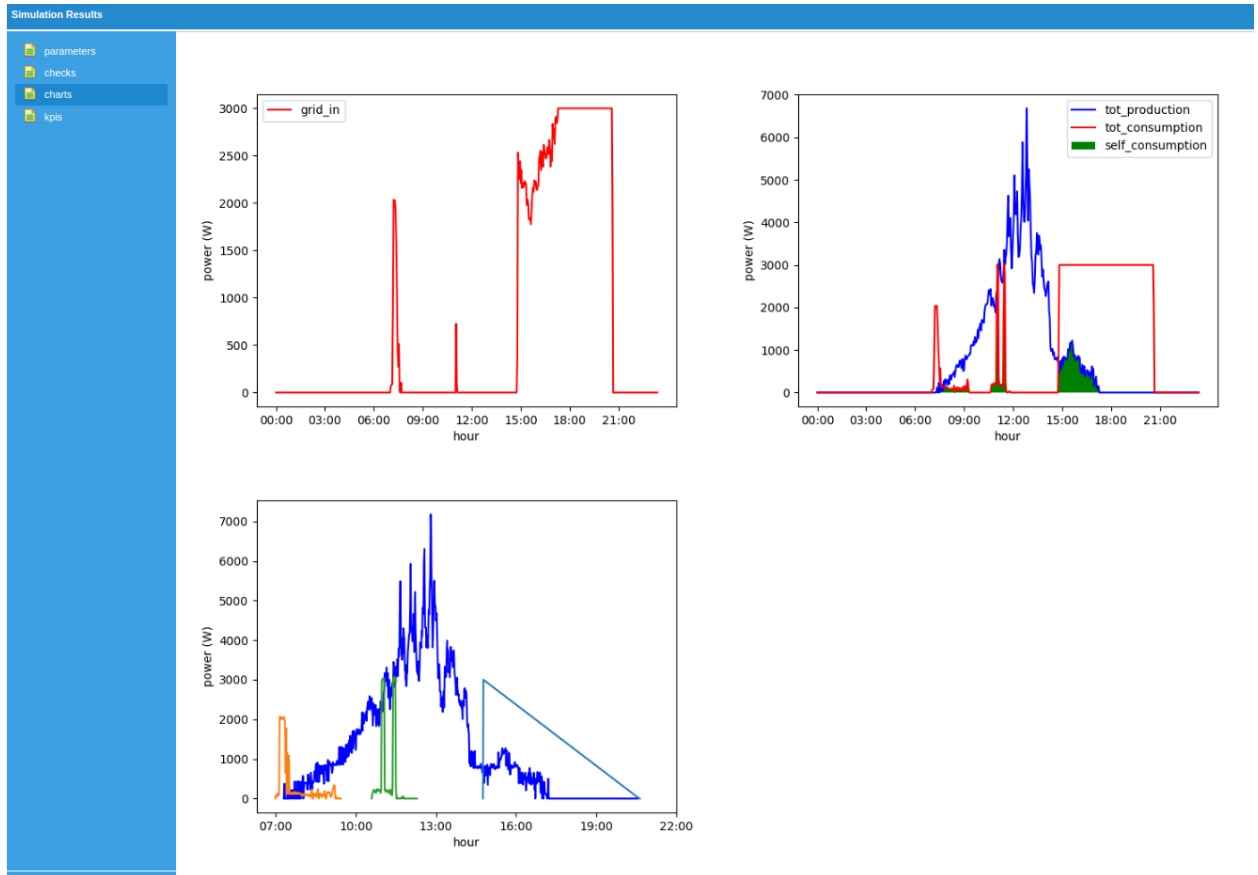 Simulation Results
parameters
checks
charts
kpis
grid_in
3000
2500
2000
1500
1000
500
0
power (W)
00:00 03:00 06:00 09:00 12:00 15:00 18:00 21:00
hour
tot_production
tot_consumption
self_consumption
7000
6000
5000
4000
3000
2000
1000
0
power (W)
00:00 03:00 06:00 09:00 12:00 15:00 18:00 21:00
hour
7000
6000
5000
4000
3000
2000
1000
0
power (W)
07:00 10:00 13:00 16:00 19:00 22:00
hour